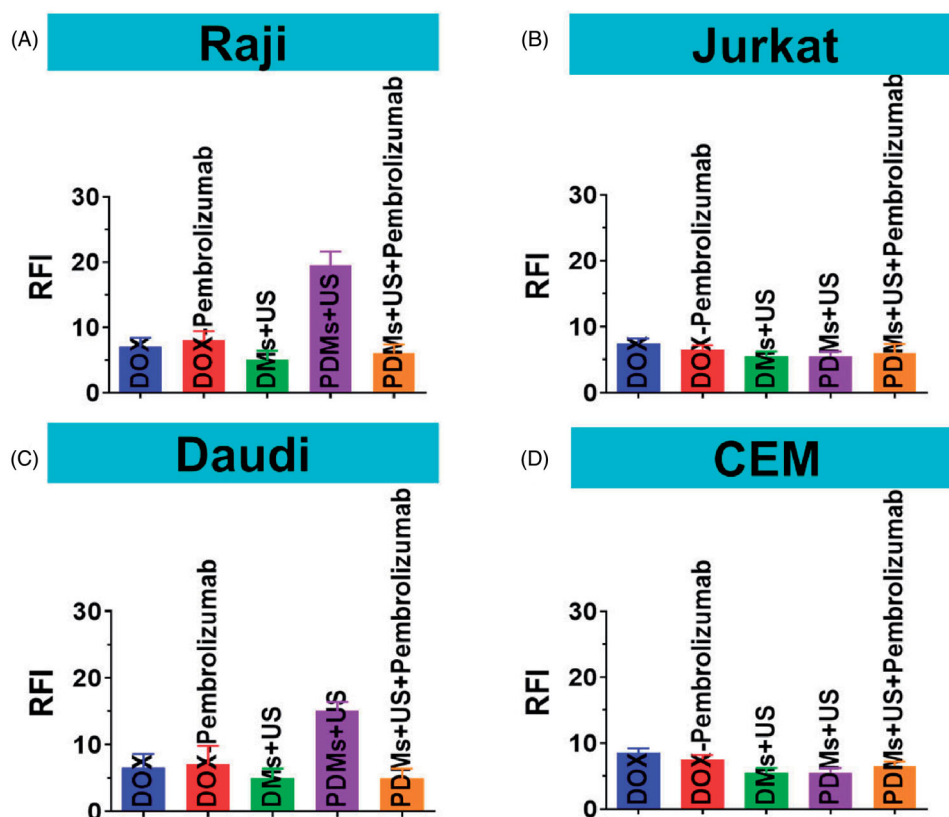 (A) Raji
RFI
30
20
10
0
DOX
DOX-Pembrolizumab
DMs+US
PDMs+US
PDMs+US+Pembrolizumab
(B) Jurkat
RFI
30
20
10
0
DOX
DOX-Pembrolizumab
DMs+US
PDMs+US
PDMs+US+Pembrolizumab
(C) Daudi
RFI
30
20
10
0
DOX
DOX-Pembrolizumab
DMs+US
PDMs+US
PDMs+US+Pembrolizumab
(D) CEM
RFI
30
20
10
0
DOX
DOX-Pembrolizumab
DMs+US
PDMs+US
PDMs+US+Pembrolizumab